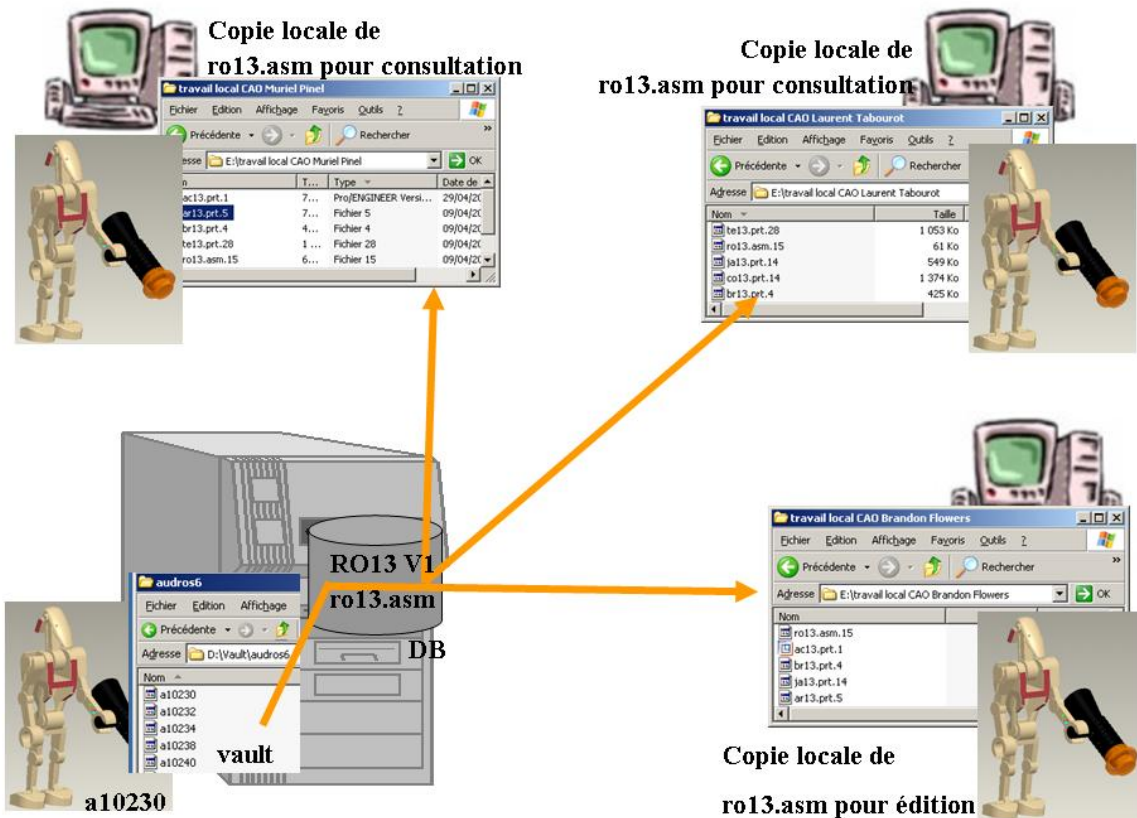 Copie locale de
ro13.asm pour consultation
travail local CAO Muriel Pinel
Fichier Edition Affichage Favoris Outils ?
Précédente Rechercher »
esse E:\travail local CAO Muriel Pinel OK
T... Type Date de
ac13.prt.1 7... Pro/ENGINEER Versi... 29/04/20
ar13.prt.5 7... Fichier 5 09/04/20
br13.prt.4 4... Fichier 4 09/04/20
te13.prt.28 1 ... Fichier 28 09/04/20
ro13.asm.15 6... Fichier 15 09/04/20
Copie locale de
ro13.asm pour consultation
travail local CAO Laurent Tabourot
Fichier Edition Affichage Favoris Outils ?
Précédente Rechercher
Adresse E:\travail local CAO Laurent Tabourot
Nom Taille
te13.prt.28 1 053 Ko
ro13.asm.15 61 Ko
ja13.prt.14 549 Ko
co13.prt.14 1 374 Ko
br13.prt.4 425 Ko
RO13 V1
ro13.asm
DB
audros6
Fichier Edition Affichage
Précédente
Adresse D:\Vault\audros6
Nom
a10230
a10232
a10234
a10238
a10240
vault
a10230
travail local CAO Brandon Flowers
Fichier Edition Affichage Favoris Outils ?
Précédente Rechercher »
Adresse E:\travail local CAO Brandon Flowers OK
Nom
ro13.asm.15
ac13.prt.1
br13.prt.4
ja13.prt.14
ar13.prt.5
Copie locale de
ro13.asm pour édition